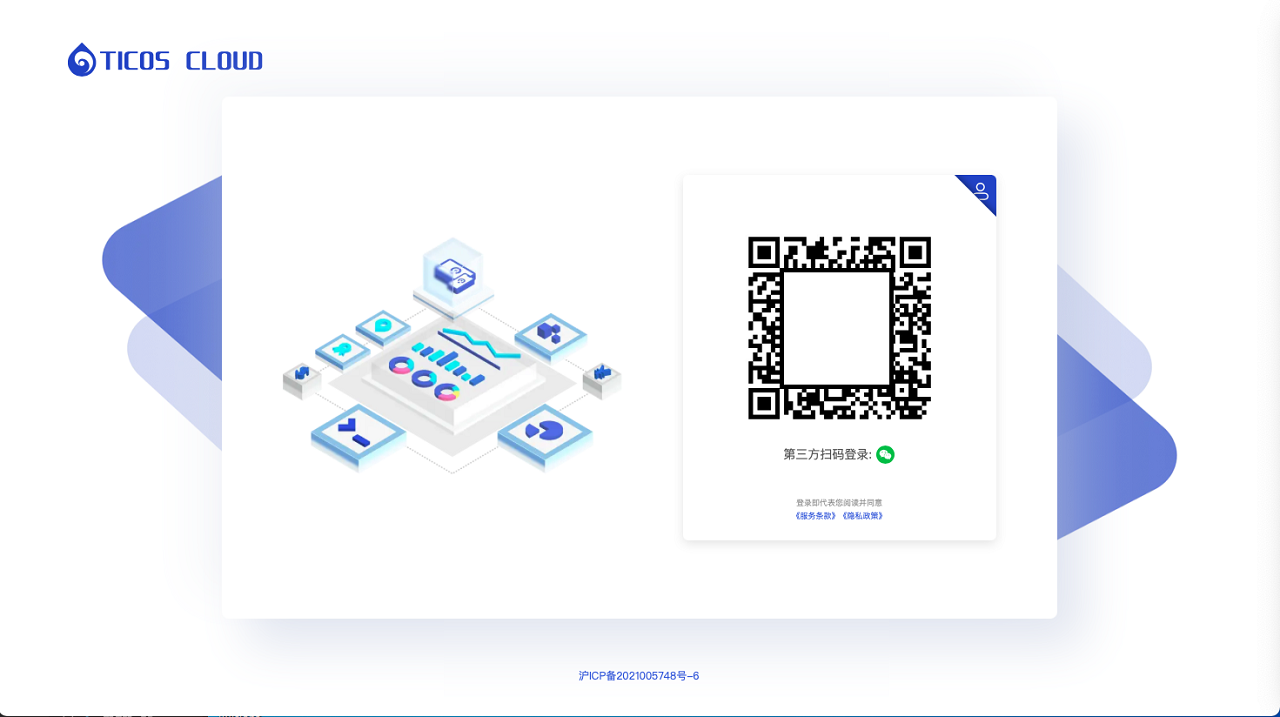 TICOS CLOUD
第三方扫码登录:
登录即代表您阅读并同意
《服务条款》《隐私政策》
沪ICP备2021005748号-6